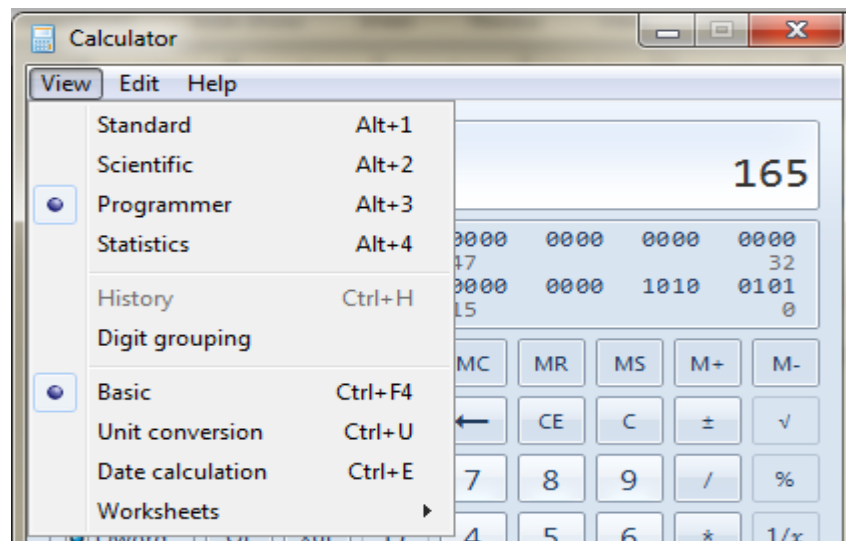 Calculator
View Edit Help
Standard Alt+1
Scientific Alt+2
Programmer Alt+3
Statistics Alt+4
History Ctrl+H
Digit grouping
Basic Ctrl+F4
Unit conversion Ctrl+U
Date calculation Ctrl+E
Worksheets
165
0000 0000 0000
47 32
0000 1010 0101
15 0
MC MR MS M+ M-
← CE C ± √
7 8 9 / %
4 5 6 * 1/x